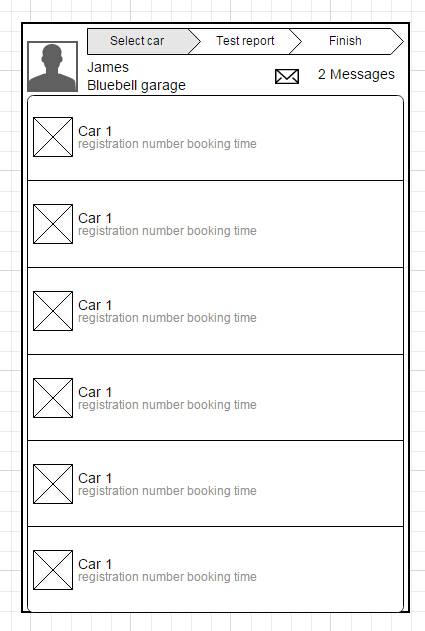 Select car
Test report
Finish
James
Bluebell garage
2 Messages
Car 1
registration number booking time
Car 1
registration number booking time
Car 1
registration number booking time
Car 1
registration number booking time
Car 1
registration number booking time
Car 1
registration number booking time